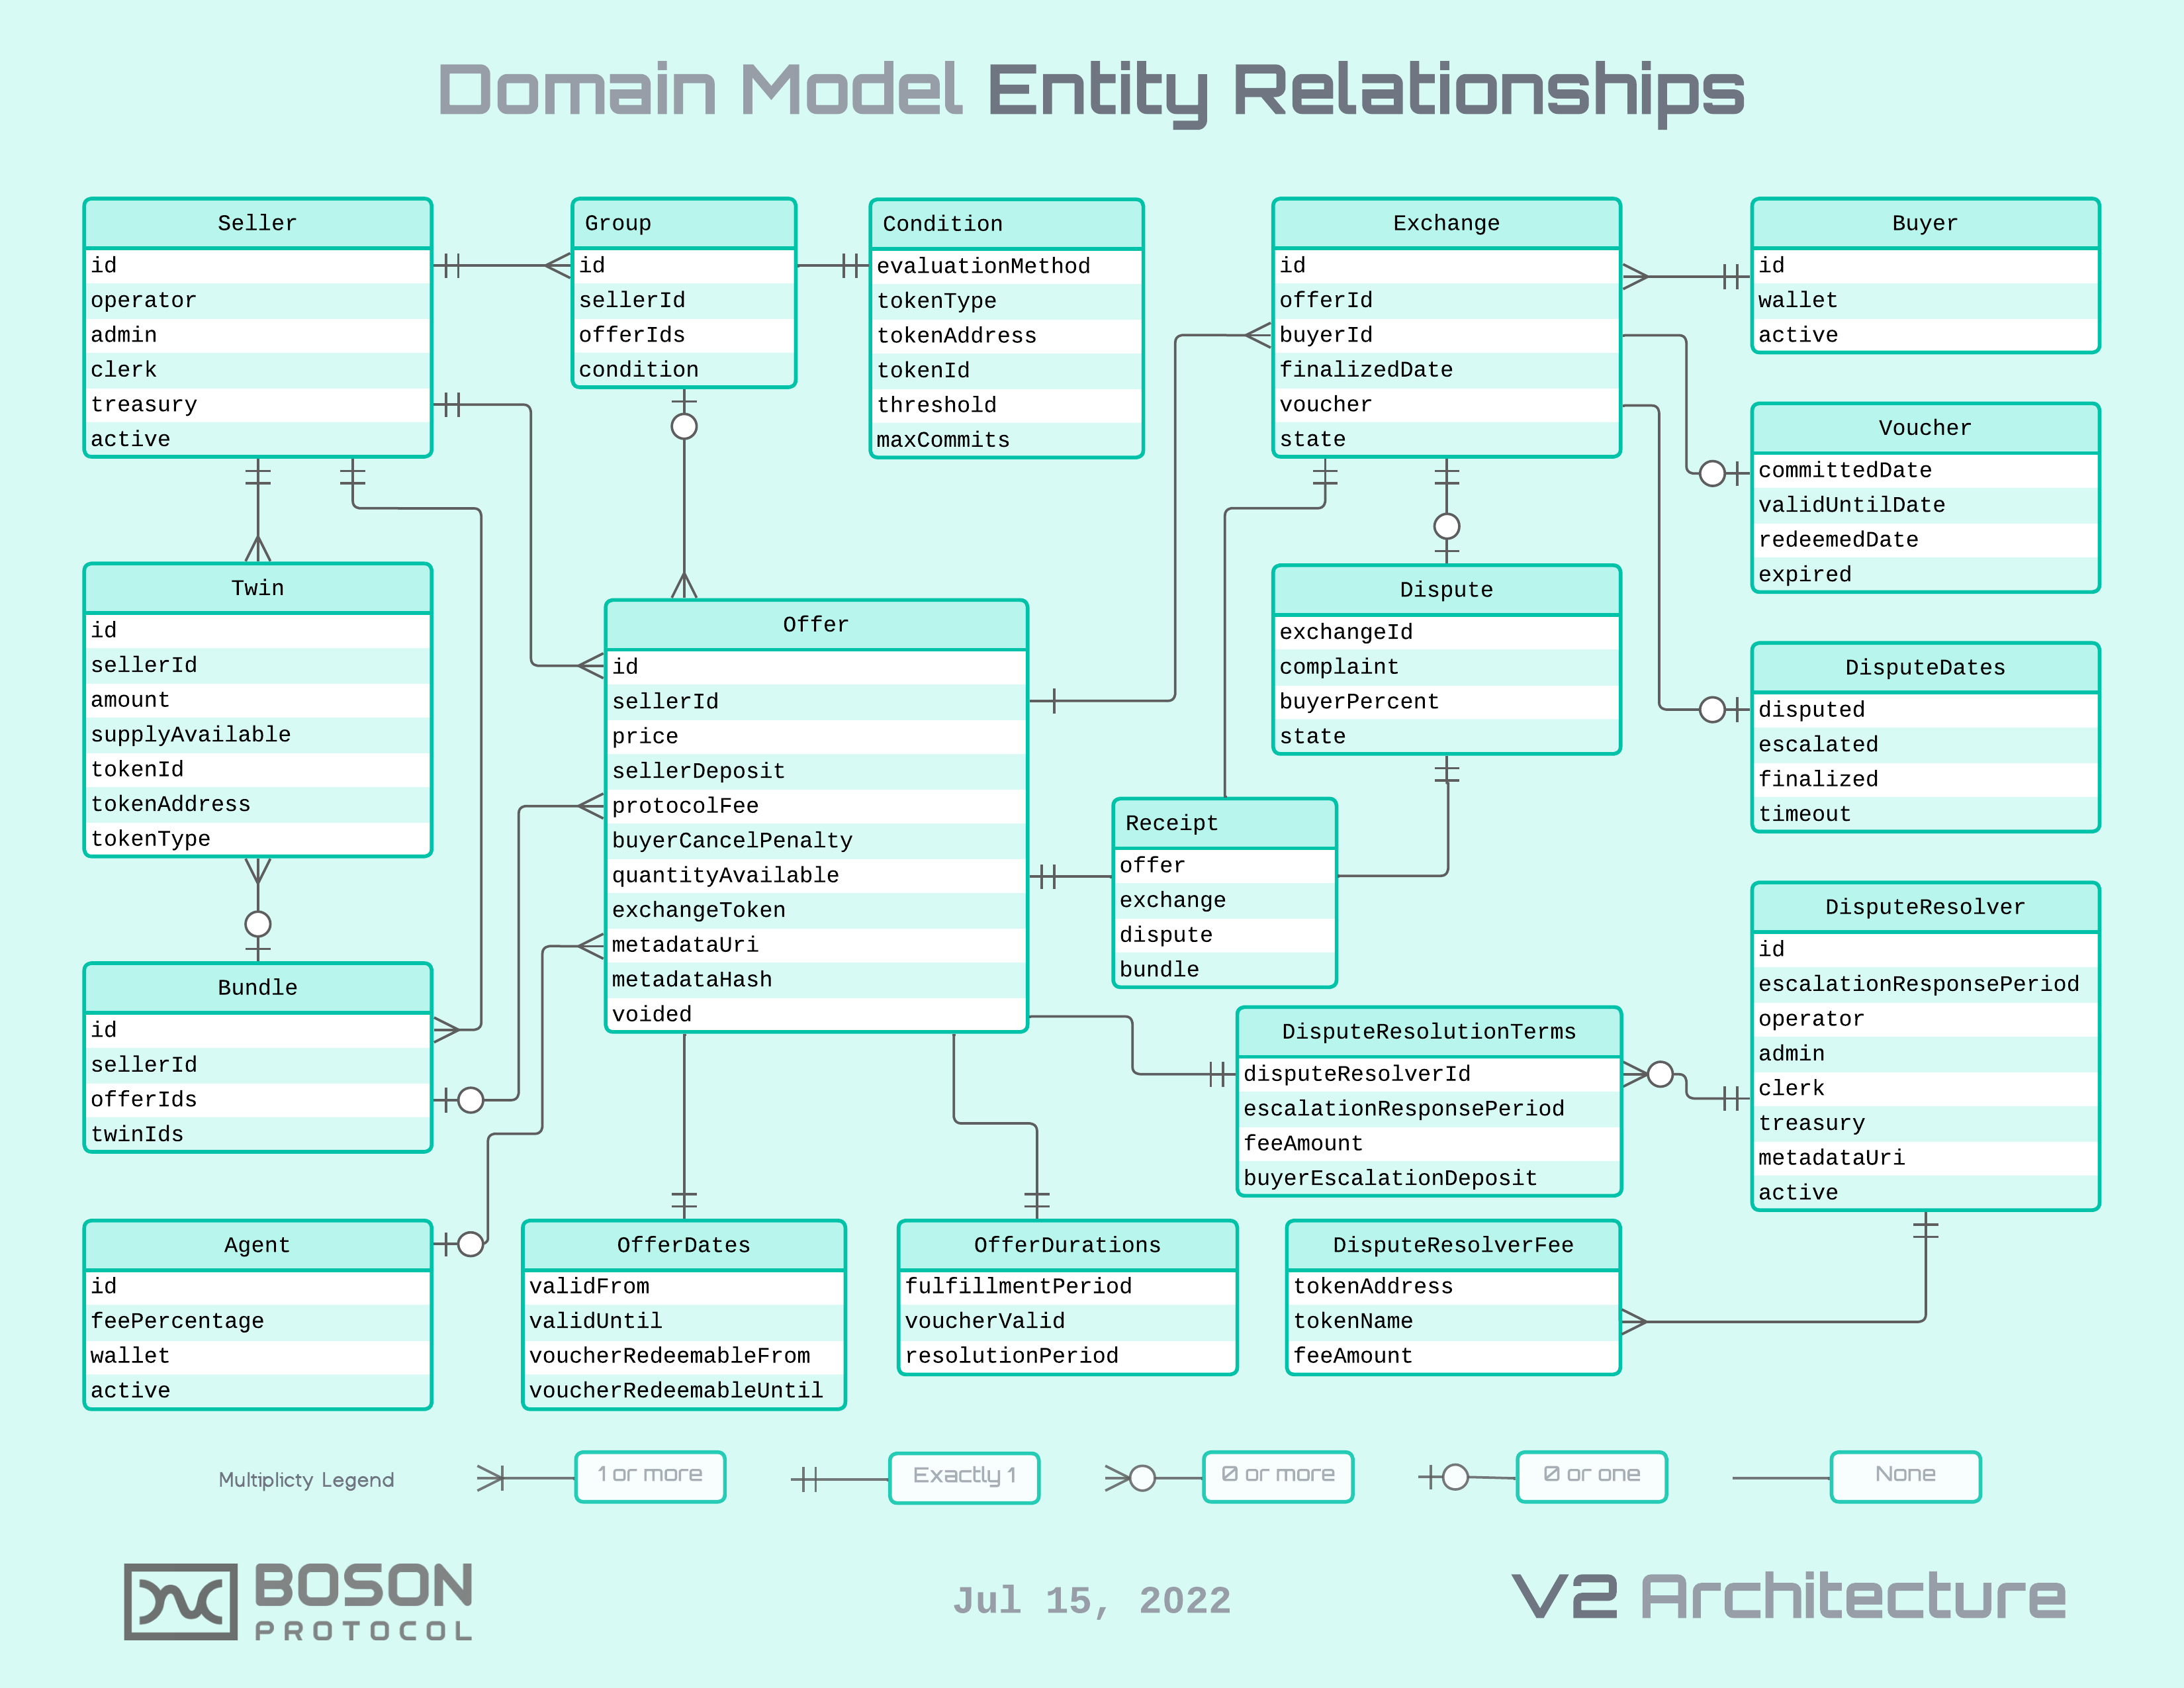 Domain Model Entity Relationships
Seller
id
operator
admin
clerk
treasury
active
Group
id
sellerId
offerIds
condition
Condition
evaluationMethod
tokenType
tokenAddress
tokenId
threshold
maxCommits
Exchange
id
offerId
buyerId
finalizedDate
voucher
state
Buyer
id
wallet
active
Voucher
committedDate
validUntilDate
redeemedDate
expired
Twin
id
sellerId
amount
supplyAvailable
tokenId
tokenAddress
tokenType
Offer
id
sellerId
price
sellerDeposit
protocolFee
buyerCancelPenalty
quantityAvailable
exchangeToken
metadataUri
metadataHash
voided
Dispute
exchangeId
complaint
buyerPercent
state
DisputeDates
disputed
escalated
finalized
timeout
Receipt
offer
exchange
dispute
bundle
DisputeResolver
id
escalationResponsePeriod
operator
admin
clerk
treasury
metadataUri
active
Bundle
id
sellerId
offerIds
twinIds
DisputeResolutionTerms
disputeResolverId
escalationResponsePeriod
feeAmount
buyerEscalationDeposit
Agent
id
feePercentage
wallet
active
OfferDates
validFrom
validUntil
voucherRedeemableFrom
voucherRedeemableUntil
OfferDurations
fulfillmentPeriod
voucherValid
resolutionPeriod
DisputeResolverFee
tokenAddress
tokenName
feeAmount
Multiplicty Legend
1 or more
Exactly 1
0 or more
0 or one
None
BOSON
PROTOCOL
Jul 15, 2022
V2 Architecture